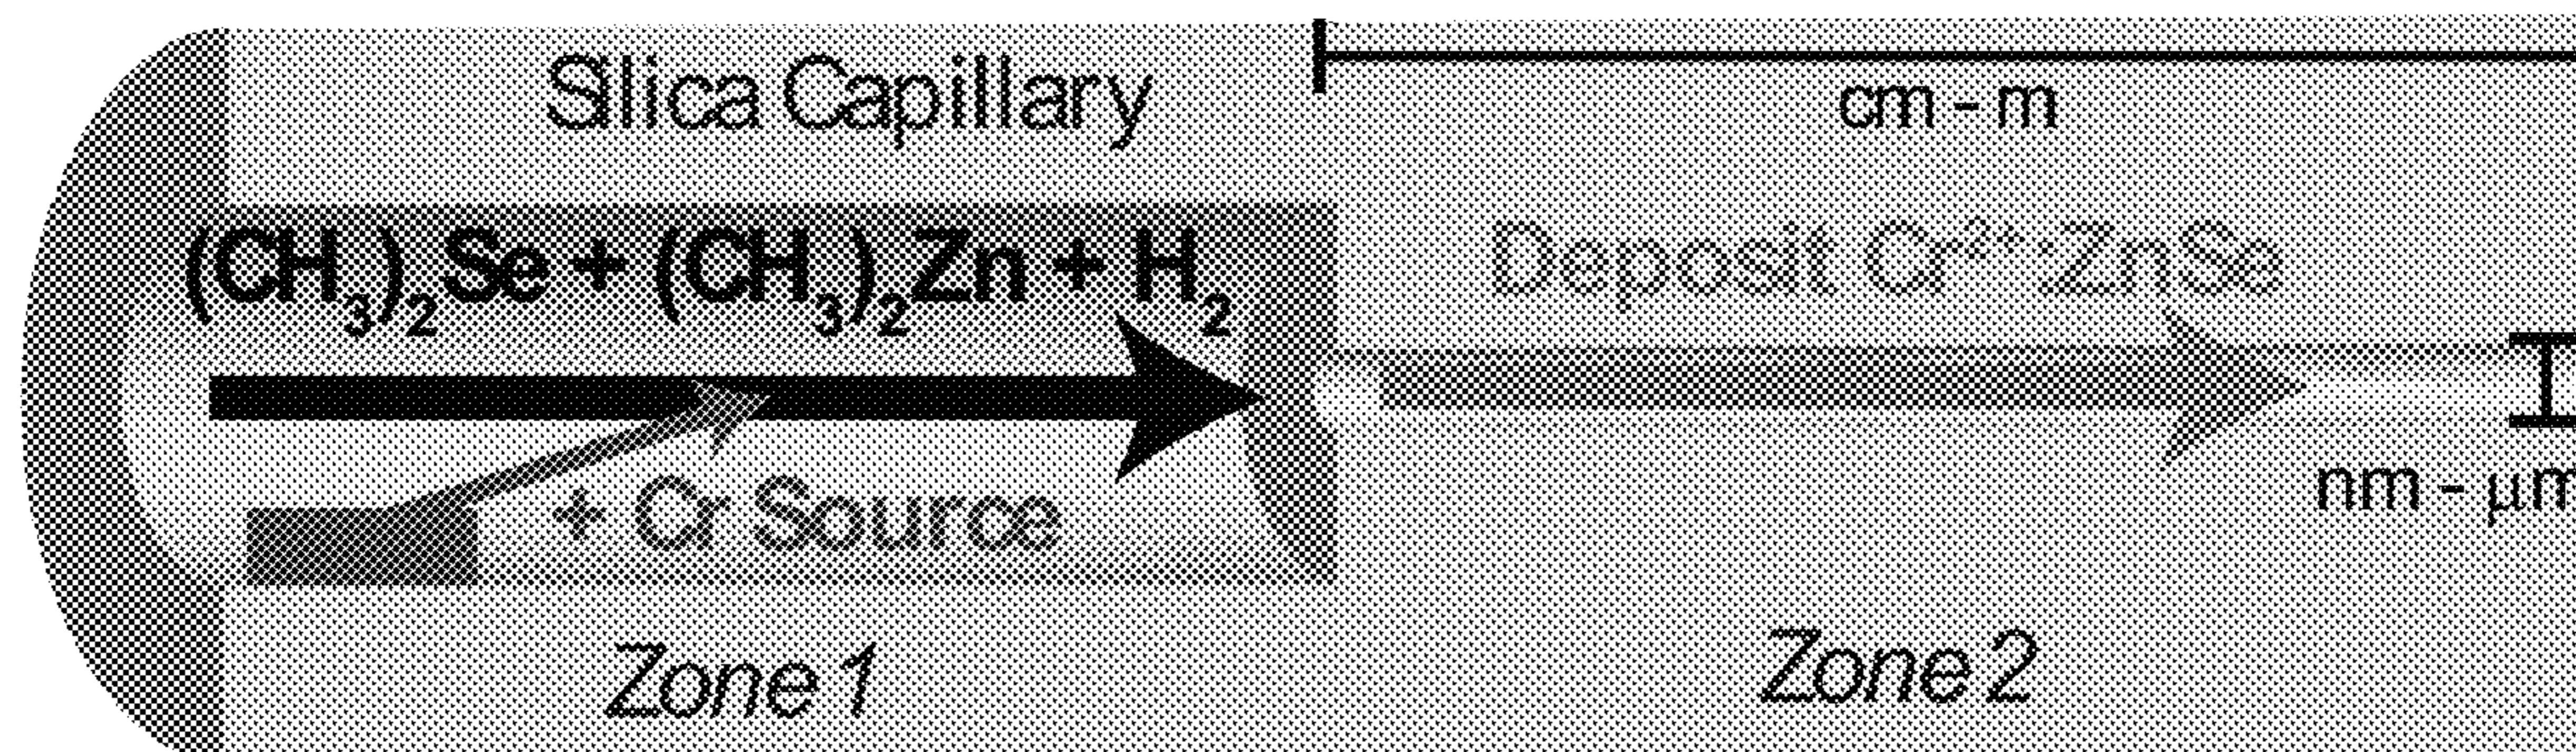 Silica Capillary
cm - m
(CH₃)₂Se + (CH₃)₂Zn + H₂
Deposit Cr²⁺:ZnSe
+ Cr Source
nm - μm
Zone 1
Zone 2